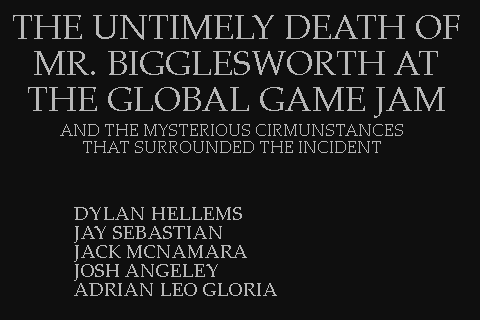 THE UNTIMELY DEATH OF
MR. BIGGLESWORTH AT
THE GLOBAL GAME JAM
AND THE MYSTERIOUS CIRMUNSTANCES
THAT SURROUNDED THE INCIDENT
DYLAN HELLEMS
JAY SEBASTIAN
JACK MCNAMARA
JOSH ANGELEY
ADRIAN LEO GLORIA